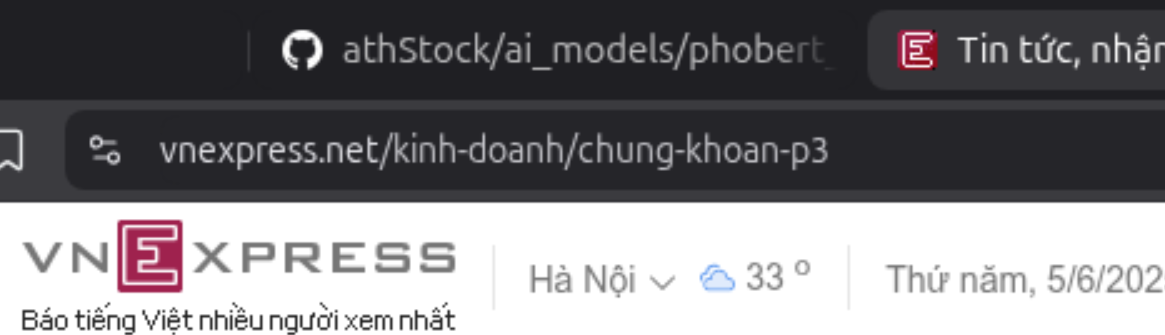 athStock/ai_models/phobert_
Tin tức, nhận
vnexpress.net/kinh-doanh/chung-khoan-p3
VNEXPRESS
Báo tiếng Việt nhiều người xem nhất
Hà Nội 33 º
Thứ năm, 5/6/202